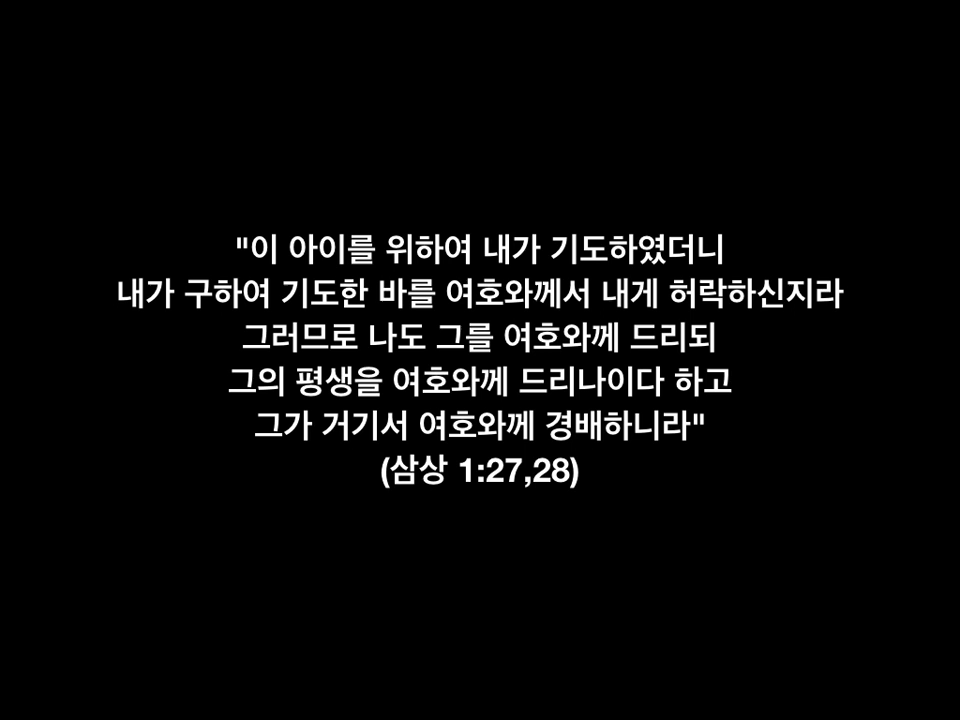 "이 아이를 위하여 내가 기도하였더니
내가 구하여 기도한 바를 여호와께서 내게 허락하신지라
그러므로 나도 그를 여호와께 드리되
그의 평생을 여호와께 드리나이다 하고
그가 거기서 여호와께 경배하니라"
(삼상 1:27,28)